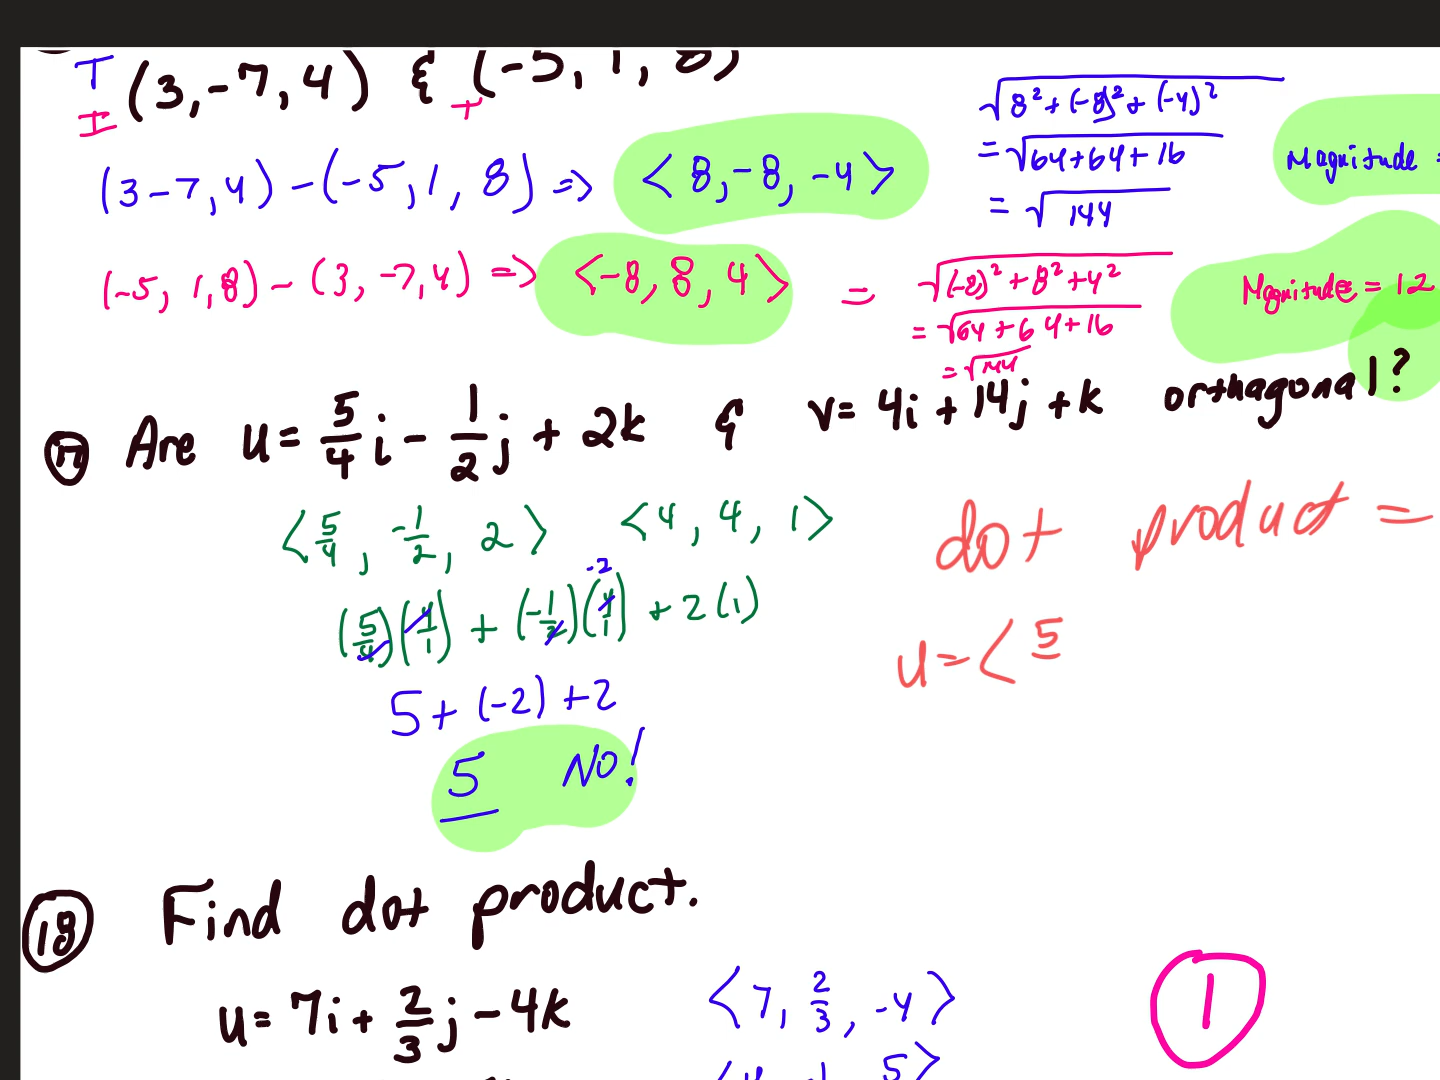 T
I (3,-7,4) & (-5,1,8)
I
(3-7,4)-(-5,1,8) => <8,-8,-4>
√8²+(-8)²+(-4)²
=√64+64+16
=√144
Magnitude =
(-5,1,8)-(3,-7,4) => <-8,8,4> = √(-8)²+8²+4²
=√64+64+16
=√144
Magnitude = 12
17 Are u= 5/4 i - 1/2 j + 2k & v= 4i+14j+k orthagonal?
<5/4, -1/2, 2> <4, 4, 1>
dot product =
-2
(5/4)(4/1) + (-1/2)(4/1) + 2(1)
u=<5
5+(-2)+2
5 NO!
18 Find dot product.
u= 7i+ 2/3 j -4k <7, 2/3, -4>
1